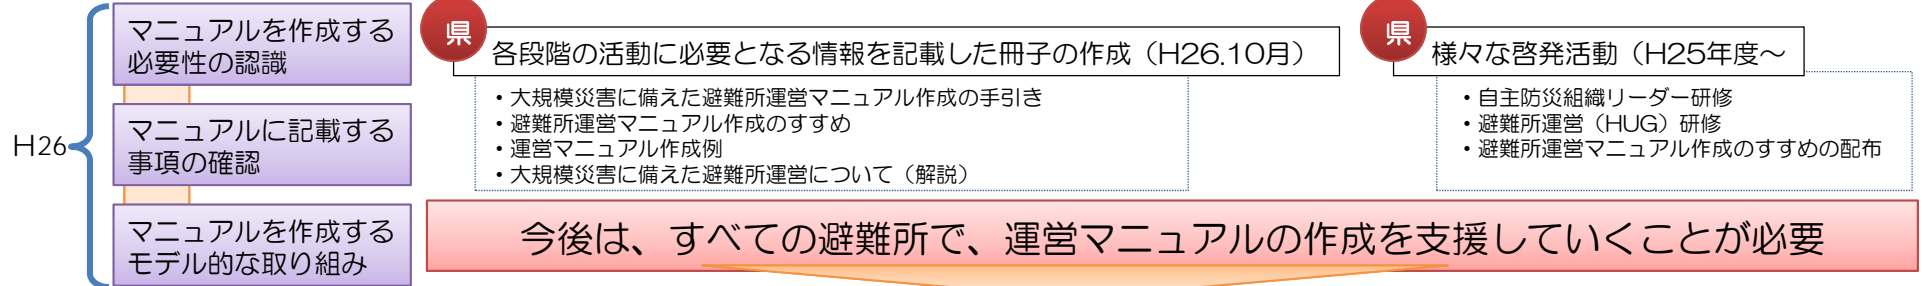 H26
マニュアルを作成する
必要性の認識
マニュアルに記載する
事項の確認
マニュアルを作成する
モデル的な取り組み
県
各段階の活動に必要となる情報を記載した冊子の作成（H26.10月）
・大規模災害に備えた避難所運営マニュアル作成の手引き
・避難所運営マニュアル作成のすすめ
・運営マニュアル作成例
・大規模災害に備えた避難所運営について（解説）
県
様々な啓発活動（H25年度～
・自主防災組織リーダー研修
・避難所運営（HUG）研修
・避難所運営マニュアル作成のすすめの配布
今後は、すべての避難所で、運営マニュアルの作成を支援していくことが必要